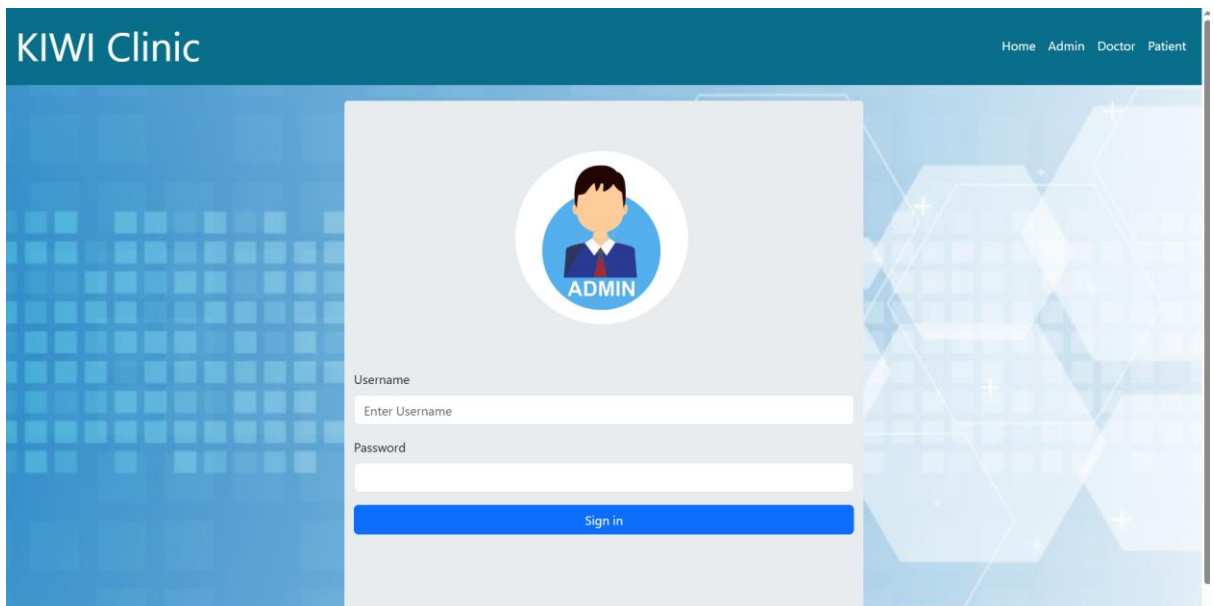 KIWI Clinic
Home Admin Doctor Patient
ADMIN
Username
Enter Username
Password
Sign in